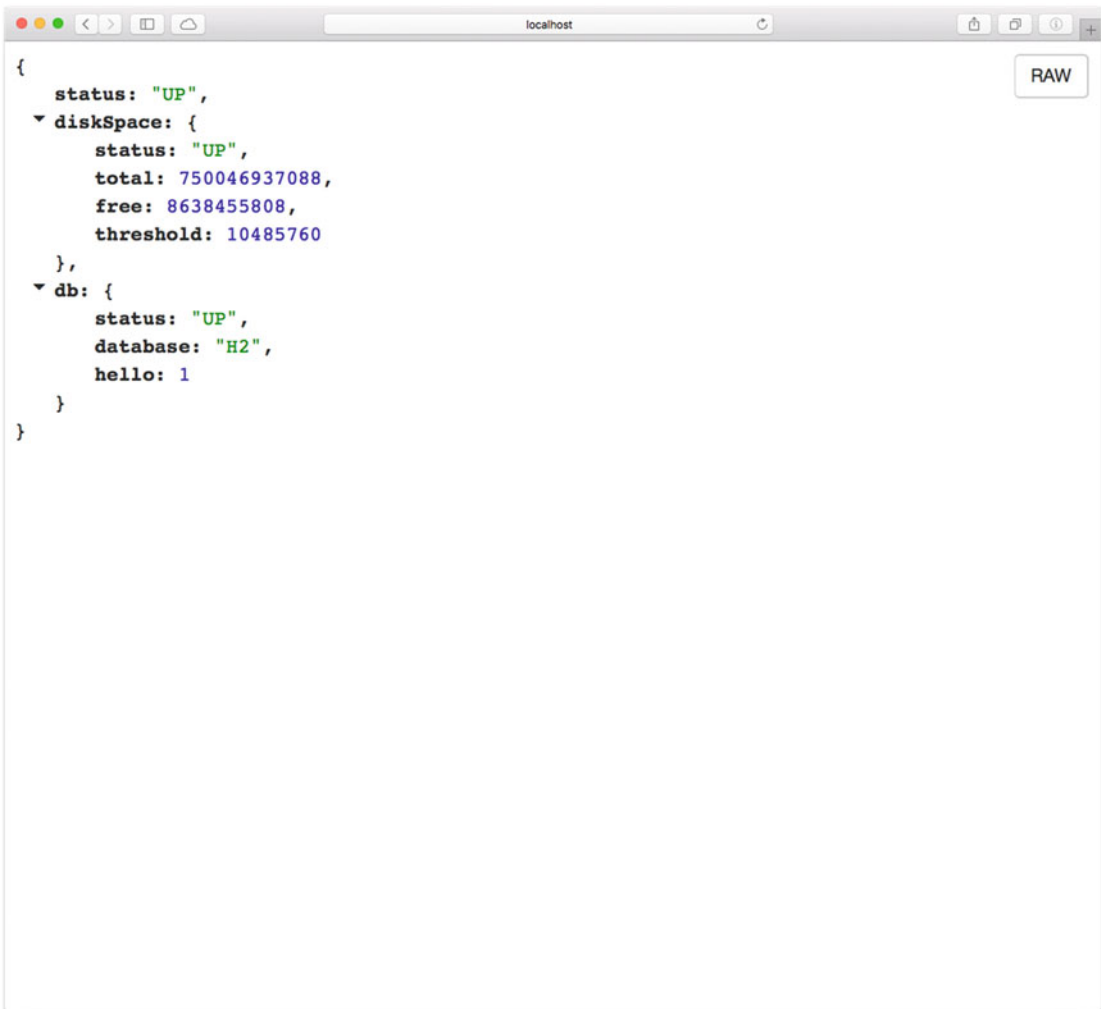 localhost
RAW
{
status: "UP",
diskSpace: {
status: "UP",
total: 750046937088,
free: 8638455808,
threshold: 10485760
},
db: {
status: "UP",
database: "H2",
hello: 1
}
}